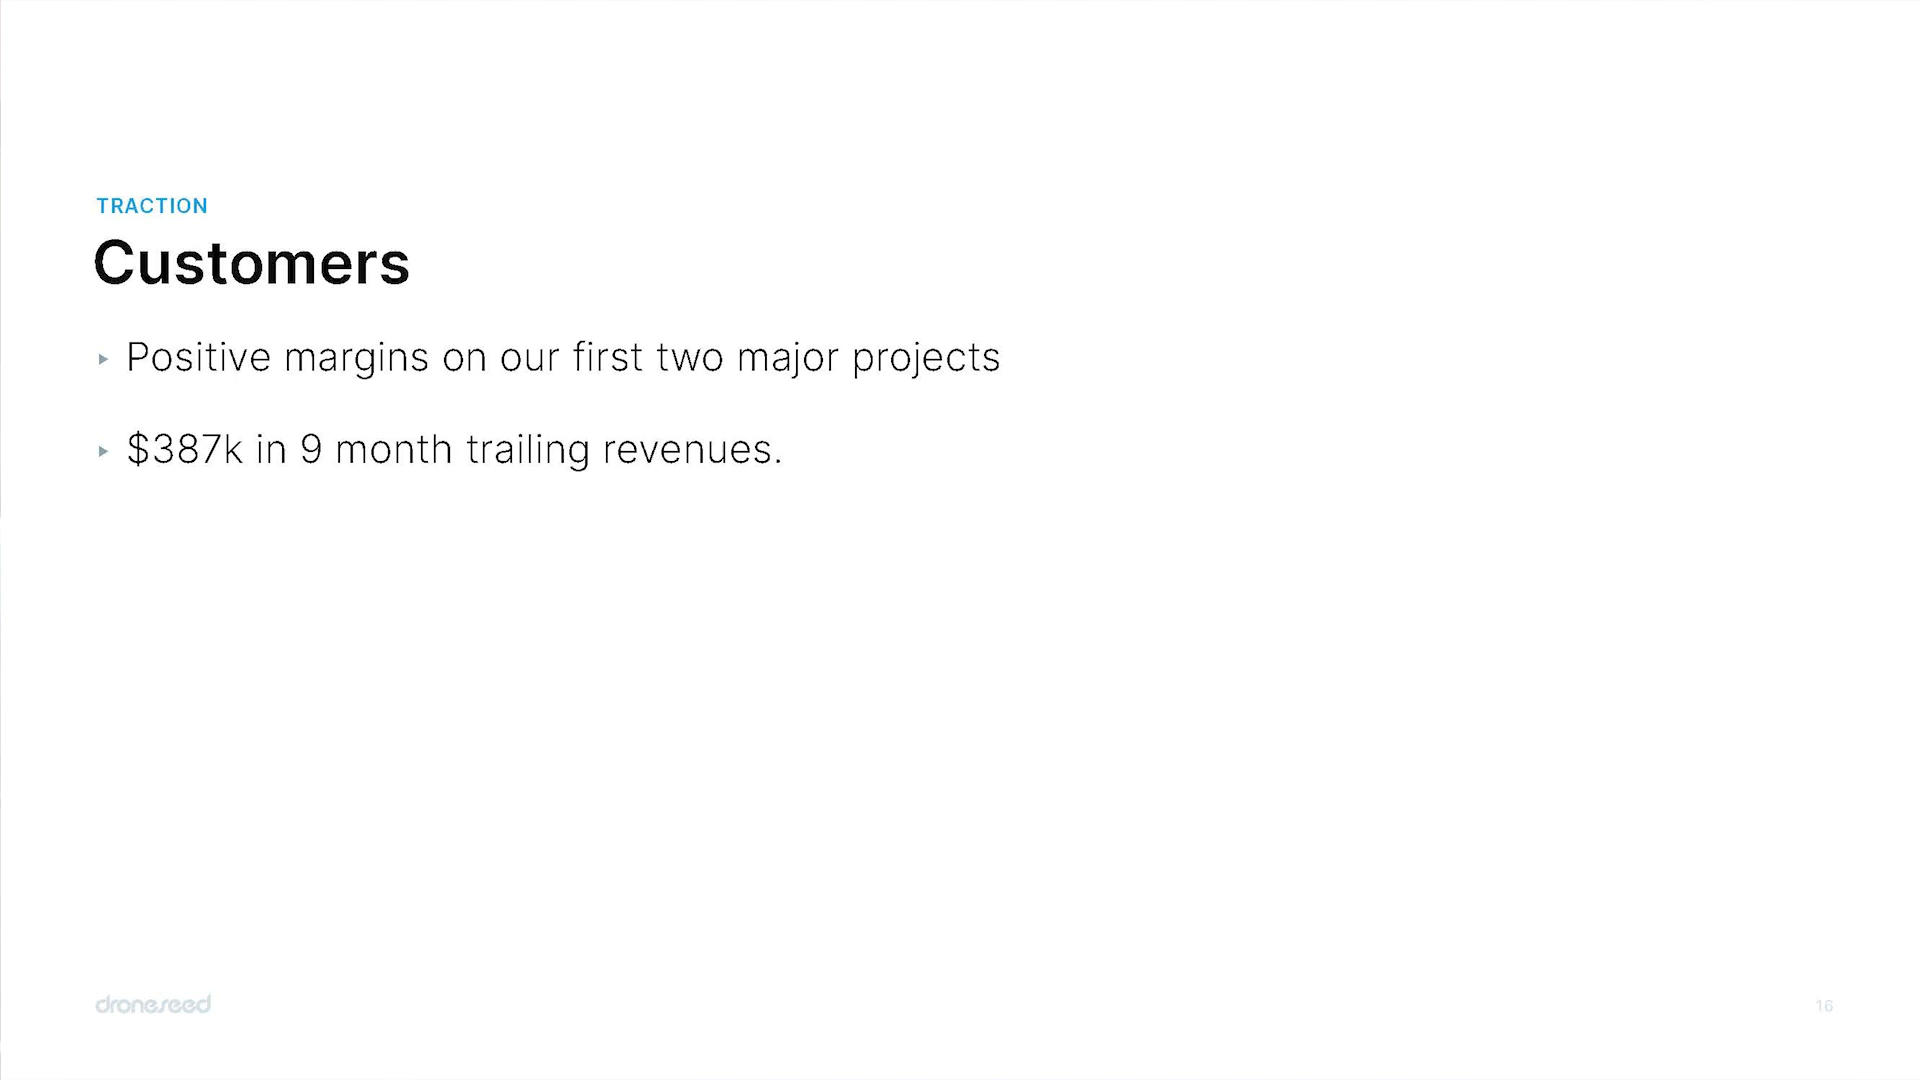 TRACTION
Customers
▸ Positive margins on our first two major projects
▸ $387k in 9 month trailing revenues.
droneseed
16